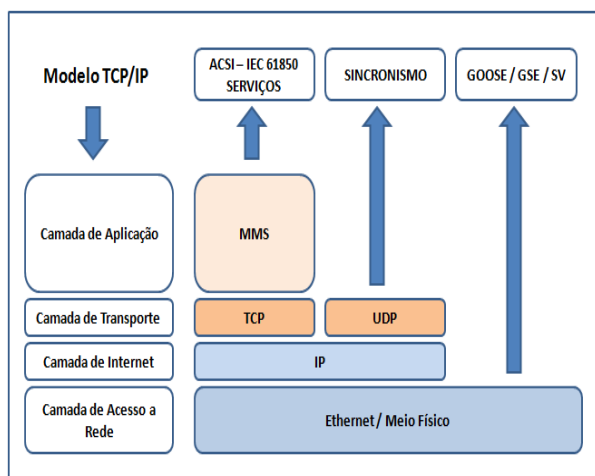 Modelo TCP/IP
ACSI – IEC 61850
SERVIÇOS
SINCRONISMO
GOOSE / GSE / SV
Camada de Aplicação
MMS
Camada de Transporte
TCP
UDP
Camada de Internet
IP
Camada de Acesso a
Rede
Ethernet / Meio Físico